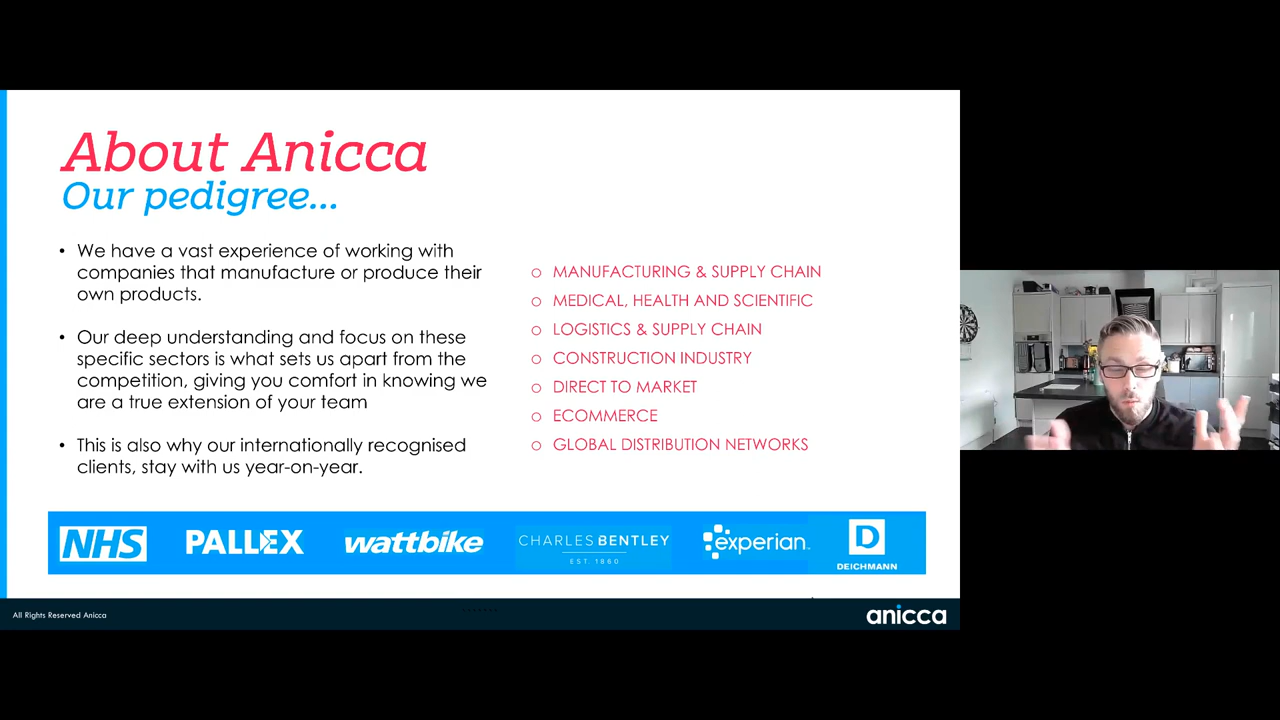 About Anicca
Our pedigree...
• We have a vast experience of working with
companies that manufacture or produce their
own products.
• Our deep understanding and focus on these
specific sectors is what sets us apart from the
competition, giving you comfort in knowing we
are a true extension of your team
• This is also why our internationally recognised
clients, stay with us year-on-year.
o MANUFACTURING & SUPPLY CHAIN
o MEDICAL, HEALTH AND SCIENTIFIC
o LOGISTICS & SUPPLY CHAIN
o CONSTRUCTION INDUSTRY
o DIRECT TO MARKET
o ECOMMERCE
o GLOBAL DISTRIBUTION NETWORKS
NHS
PALLEX
wattbike
CHARLES BENTLEY
EST. 1860
experian.
D
DEICHMANN
All Rights Reserved Anicca
anicca